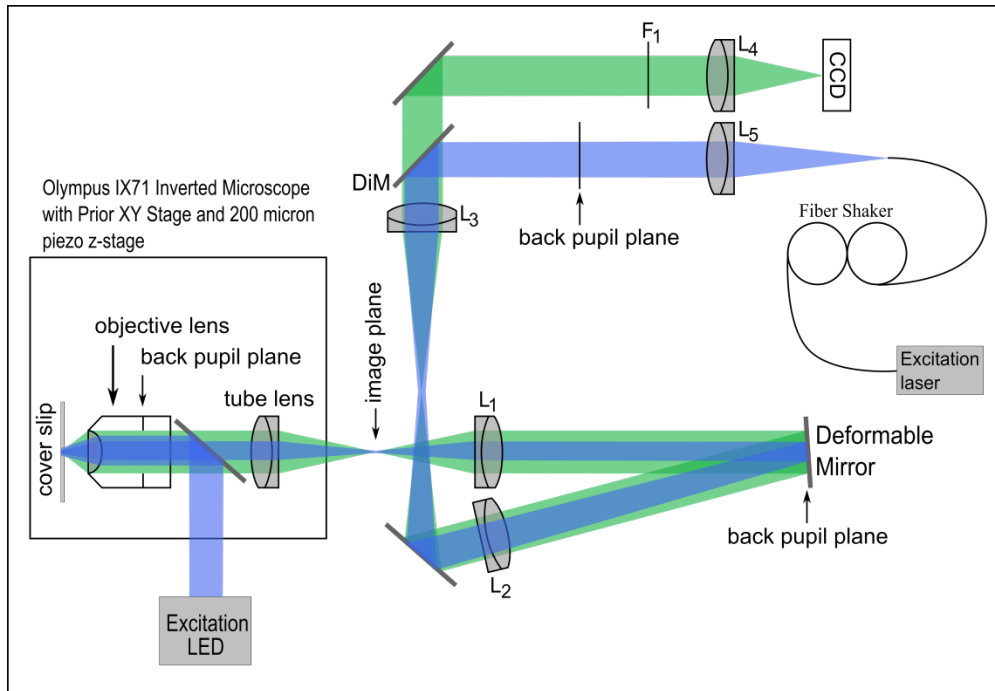 F1
L4
CCD
L5
DiM
Olympus IX71 Inverted Microscope
with Prior XY Stage and 200 micron
piezo z-stage
L3
back pupil plane
Fiber Shaker
objective lens
back pupil plane
image plane
Excitation
laser
tube lens
L1
cover slip
Deformable
Mirror
back pupil plane
L2
Excitation
LED